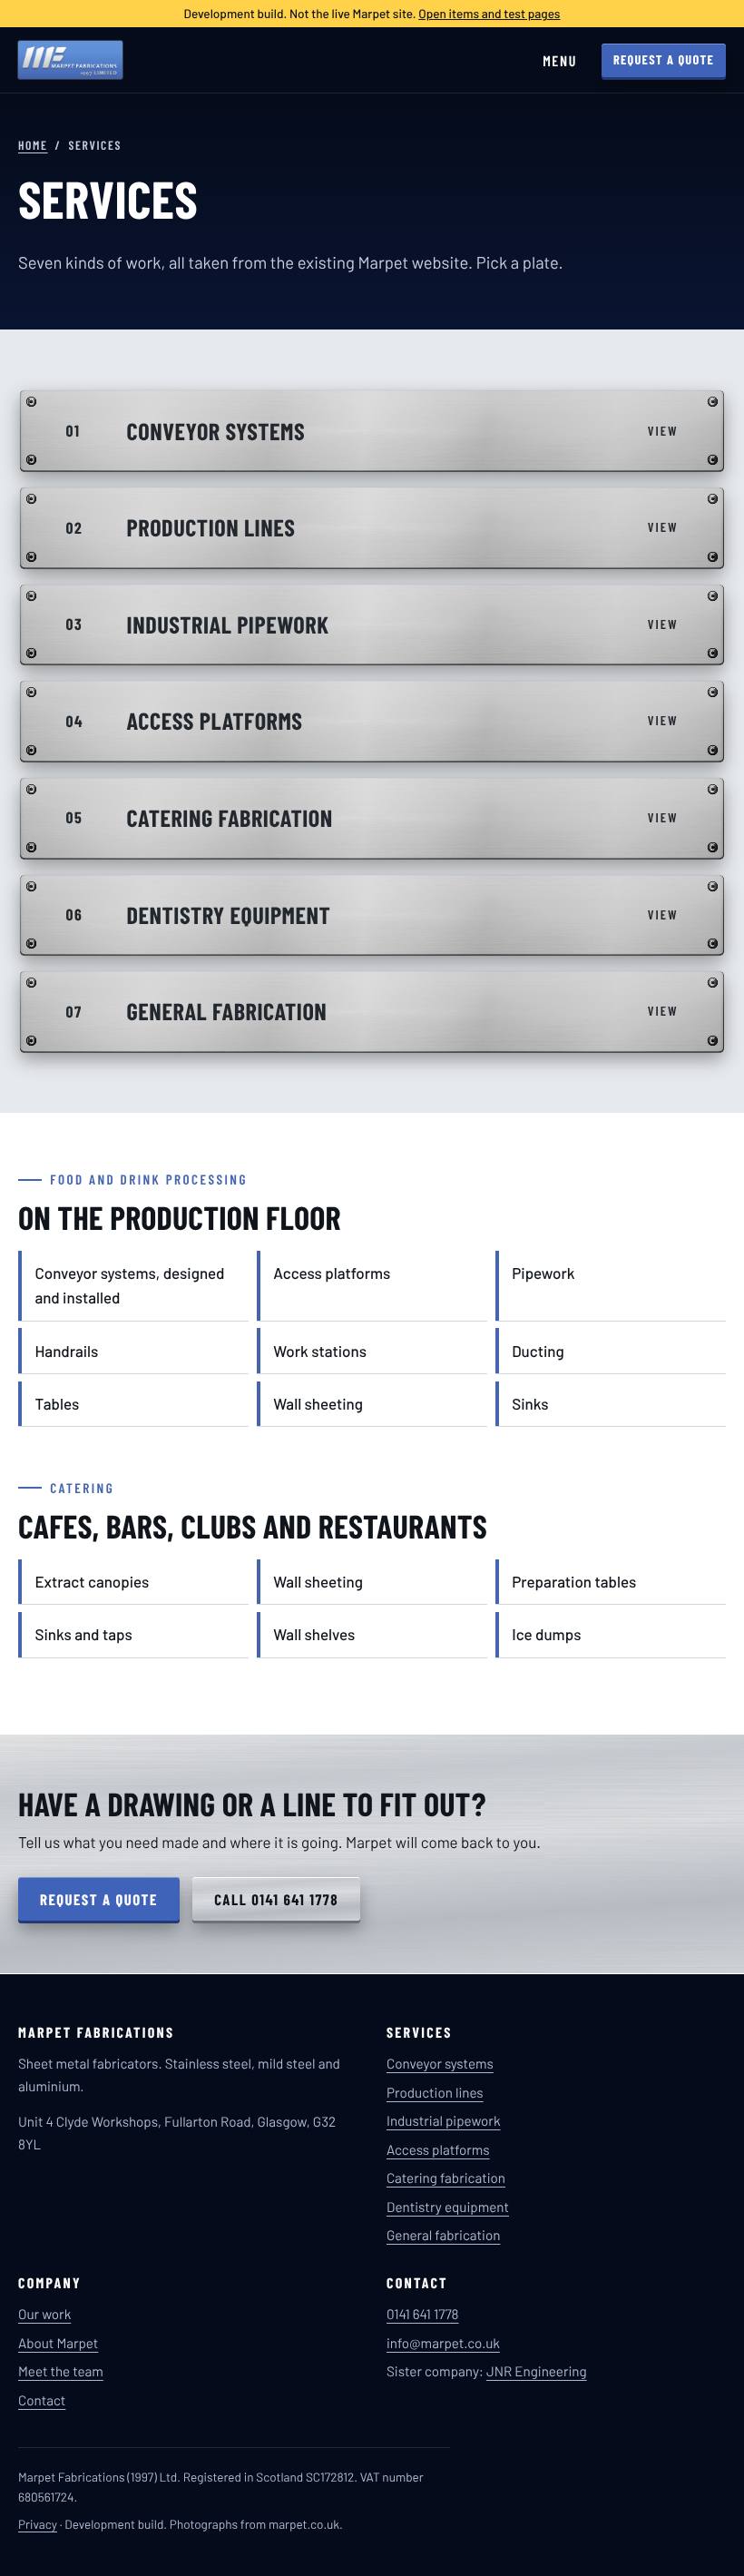 Development build. Not the live Marpet site. Open items and test pages
MF MARPET FABRICATIONS
1997 LIMITED
MENU
REQUEST A QUOTE
HOME / SERVICES
SERVICES
Seven kinds of work, all taken from the existing Marpet website. Pick a plate.
01 CONVEYOR SYSTEMS VIEW
02 PRODUCTION LINES VIEW
03 INDUSTRIAL PIPEWORK VIEW
04 ACCESS PLATFORMS VIEW
05 CATERING FABRICATION VIEW
06 DENTISTRY EQUIPMENT VIEW
07 GENERAL FABRICATION VIEW
FOOD AND DRINK PROCESSING
ON THE PRODUCTION FLOOR
Conveyor systems, designed
and installed
Access platforms
Pipework
Handrails
Work stations
Ducting
Tables
Wall sheeting
Sinks
CATERING
CAFES, BARS, CLUBS AND RESTAURANTS
Extract canopies
Wall sheeting
Preparation tables
Sinks and taps
Wall shelves
Ice dumps
HAVE A DRAWING OR A LINE TO FIT OUT?
Tell us what you need made and where it is going. Marpet will come back to you.
REQUEST A QUOTE
CALL 0141 641 1778
MARPET FABRICATIONS
Sheet metal fabricators. Stainless steel, mild steel and
aluminium.
Unit 4 Clyde Workshops, Fullarton Road, Glasgow, G32
8YL
SERVICES
Conveyor systems
Production lines
Industrial pipework
Access platforms
Catering fabrication
Dentistry equipment
General fabrication
COMPANY
Our work
About Marpet
Meet the team
Contact
CONTACT
0141 641 1778
info@marpet.co.uk
Sister company: JNR Engineering
Marpet Fabrications (1997) Ltd. Registered in Scotland SC172812. VAT number
680561724.
Privacy · Development build. Photographs from marpet.co.uk.